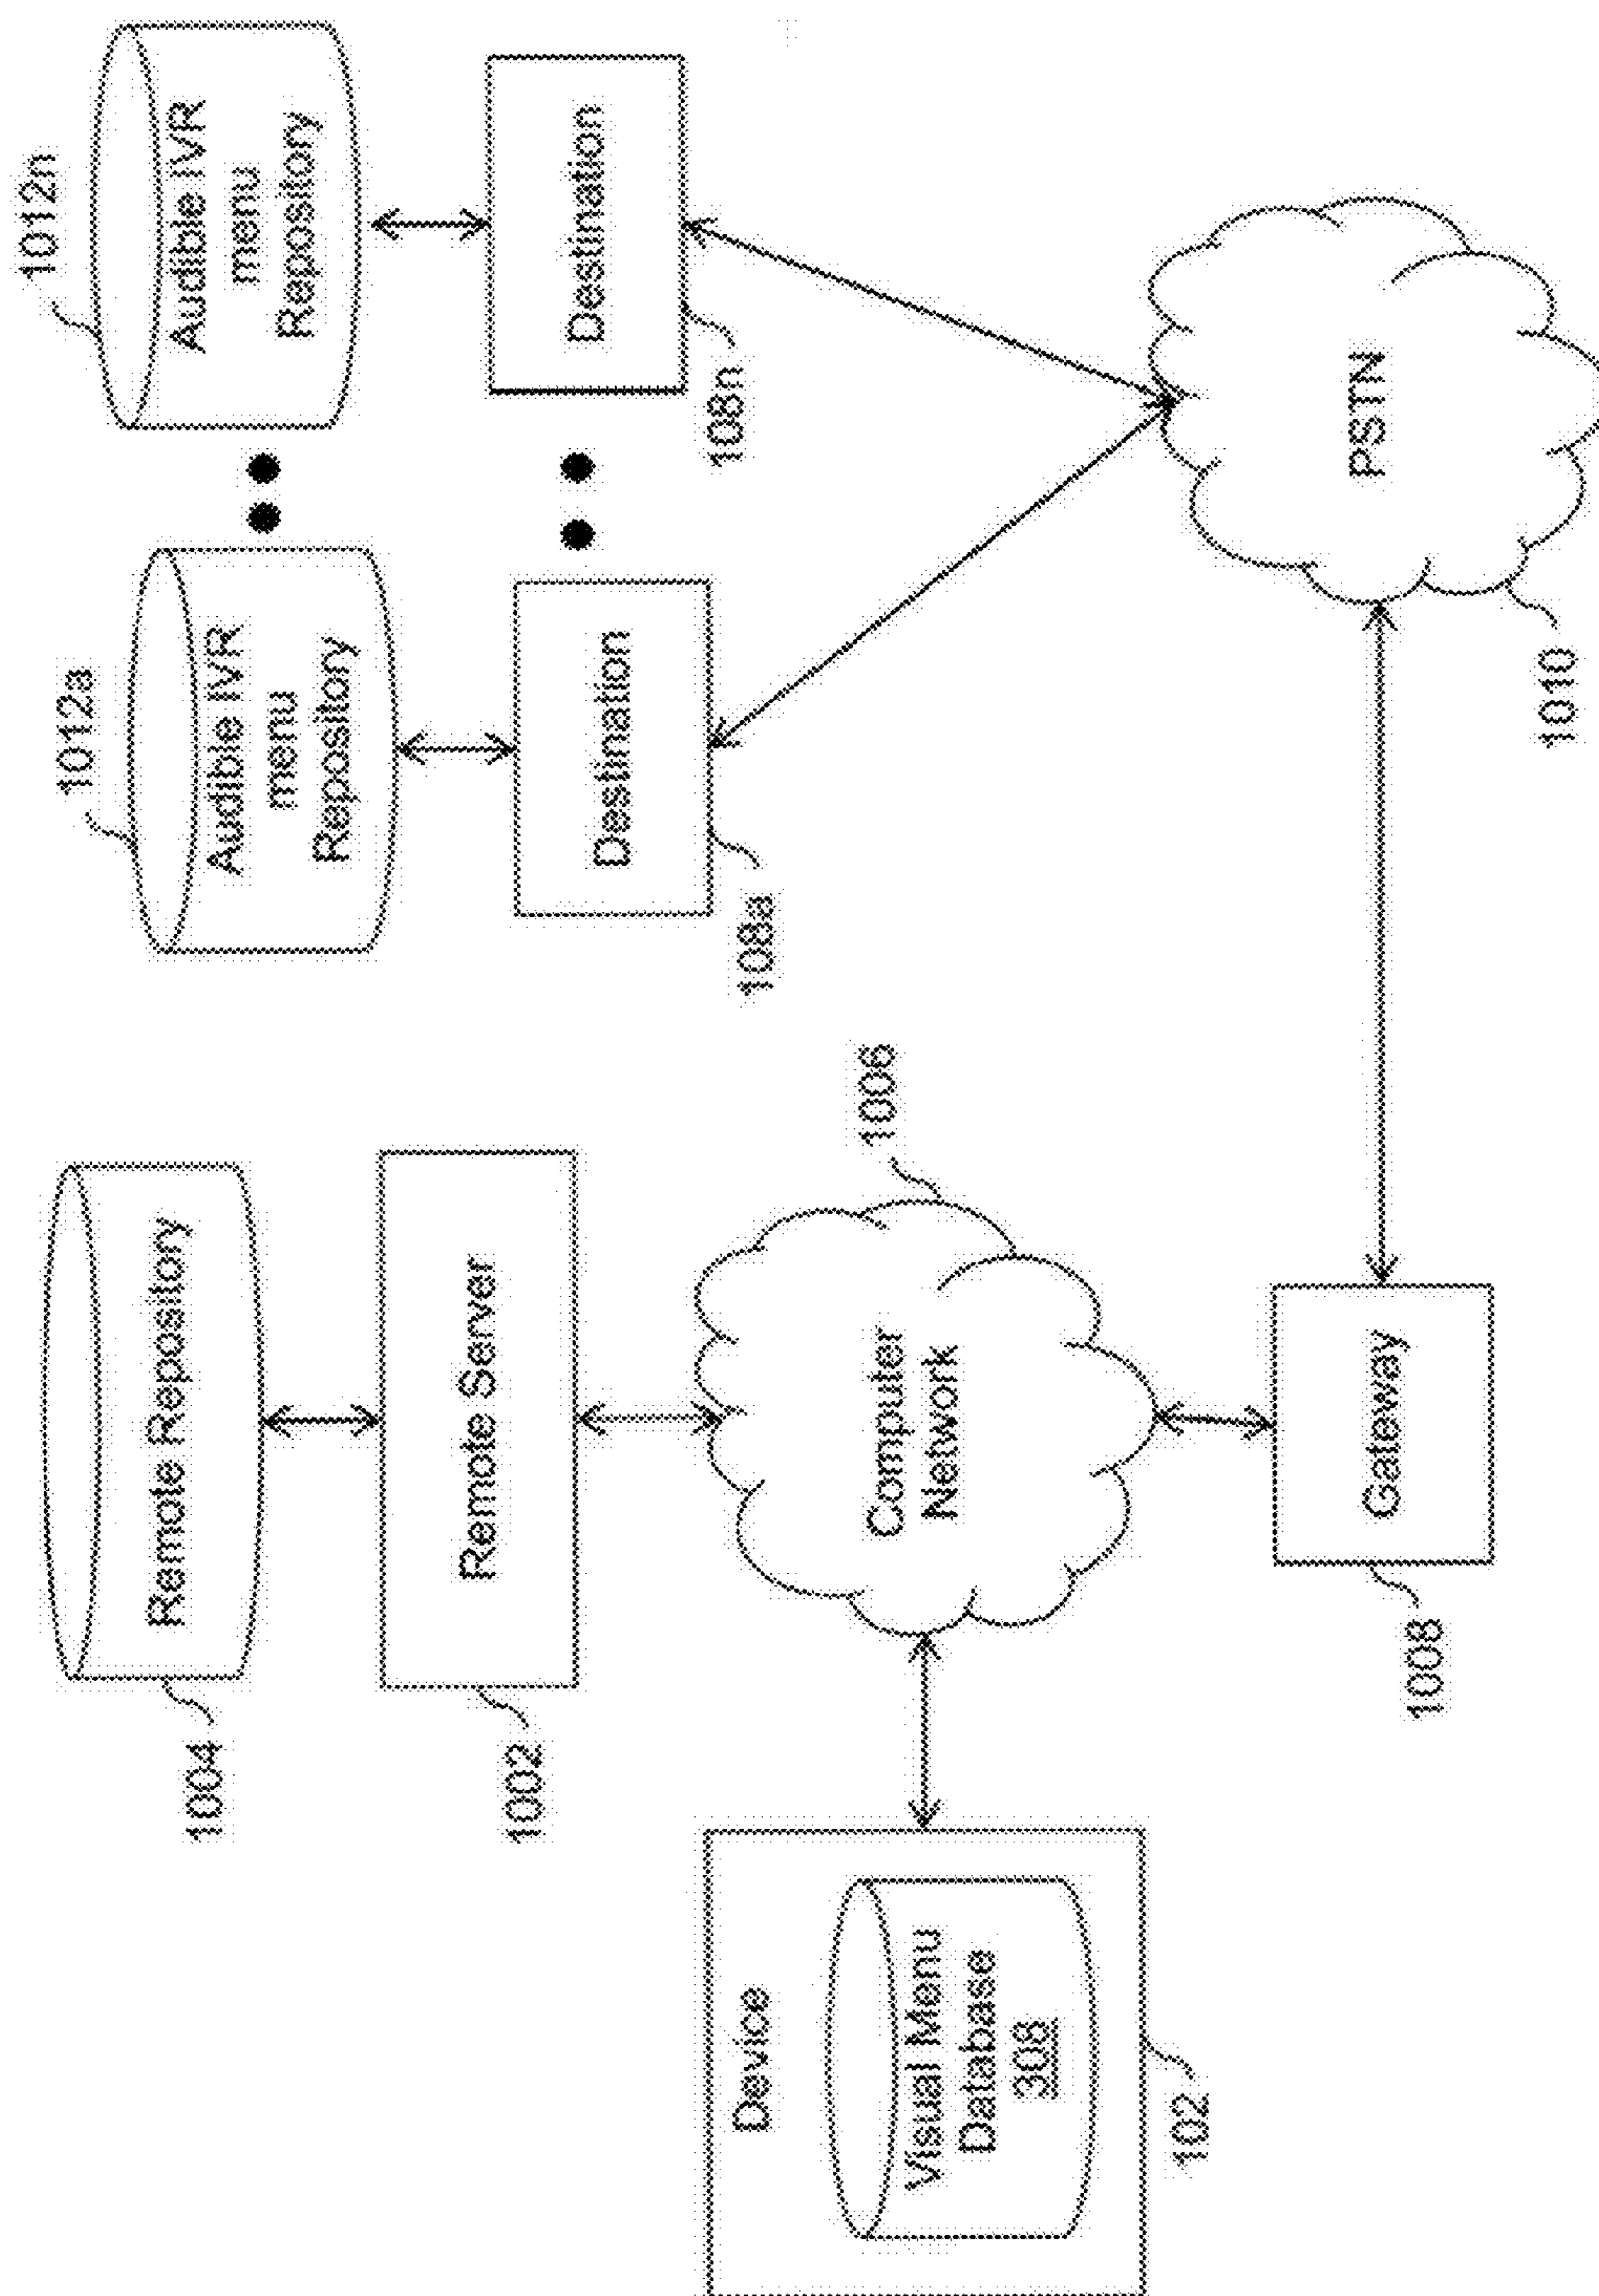 1004
Remote Repository
1002
Remote Server
Device
Visual Menu
Database
308
102
Computer
Network
1006
Gateway
1008
1012a
Audible IVR
menu
Repository
Destination
108a
1012n
Audible IVR
menu
Repository
Destination
108n
PSTN
1010